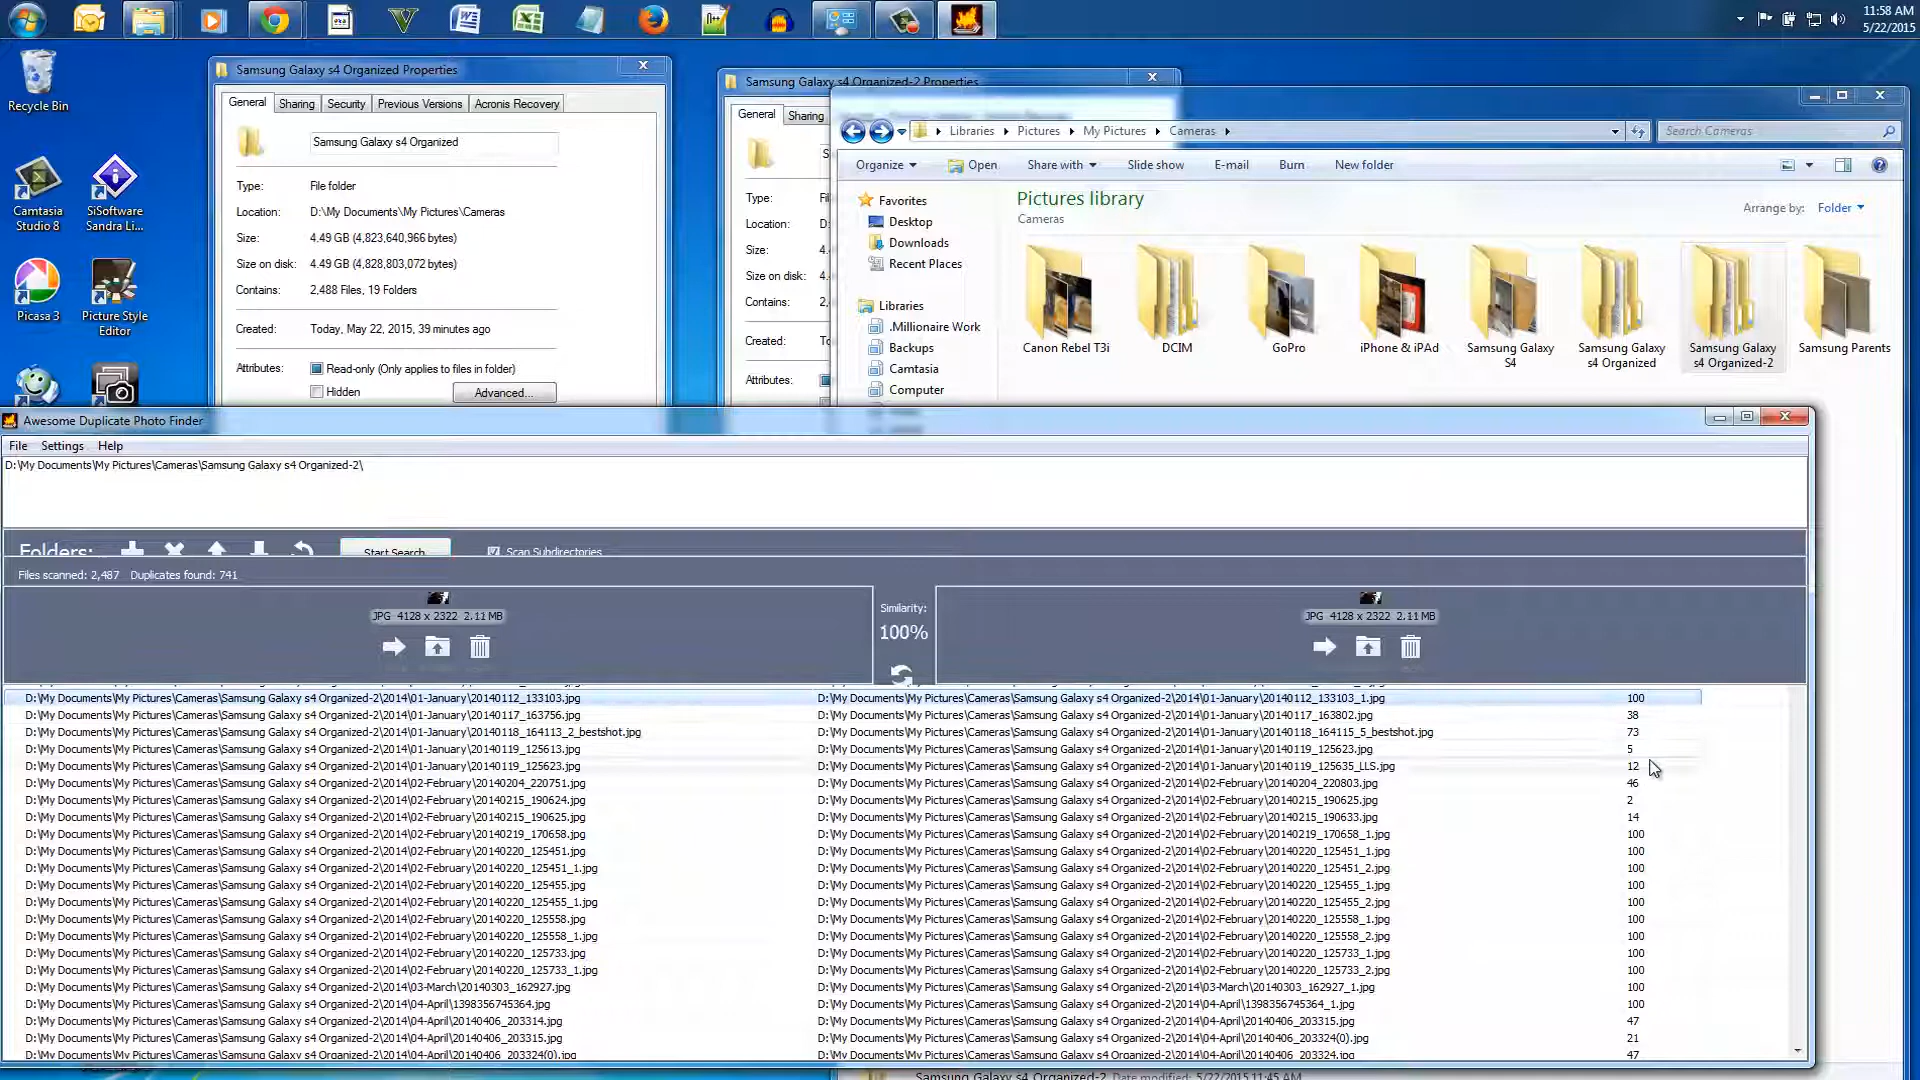 11:58 AM
5/22/2015
Recycle Bin
Camtasia
Studio 8
SiSoftware
Sandra Li...
Picasa 3
Picture Style
Editor
Samsung Galaxy s4 Organized Properties
General
Sharing
Security
Previous Versions
Acronis Recovery
Samsung Galaxy s4 Organized
Type:
File folder
Location:
D:\My Documents\My Pictures\Cameras
Size:
4.49 GB (4,823,640,966 bytes)
Size on disk:
4.49 GB (4,828,803,072 bytes)
Contains:
2,488 Files, 19 Folders
Created:
Today, May 22, 2015, 39 minutes ago
Attributes:
Read-only (Only applies to files in folder)
Hidden
Advanced...
Samsung Galaxy s4 Organized-2 Properties
General
Sharing
Type:
Location:
D:
Size:
4.
Size on disk:
4.
Contains:
2,
Created:
To
Attributes:
Libraries
Pictures
My Pictures
Cameras
Search Cameras
Organize
Open
Share with
Slide show
E-mail
Burn
New folder
Favorites
Desktop
Downloads
Recent Places
Libraries
.Millionaire Work
Backups
Camtasia
Computer
Pictures library
Cameras
Arrange by:
Folder
Canon Rebel T3i
DCIM
GoPro
iPhone & iPAd
Samsung Galaxy
S4
Samsung Galaxy
s4 Organized
Samsung Galaxy
s4 Organized-2
Samsung Parents
Awesome Duplicate Photo Finder
File
Settings
Help
D:\My Documents\My Pictures\Cameras\Samsung Galaxy s4 Organized-2\
Folders:
Start Search
Scan Subdirectories
Files scanned: 2,487 Duplicates found: 741
JPG 4128 x 2322 2.11 MB
Similarity:
100%
JPG 4128 x 2322 2.11 MB
D:\My Documents\My Pictures\Cameras\Samsung Galaxy s4 Organized-2\2014\01-January\20140112_133103.jpg D:\My Documents\My Pictures\Cameras\Samsung Galaxy s4 Organized-2\2014\01-January\20140112_133103_1.jpg 100
D:\My Documents\My Pictures\Cameras\Samsung Galaxy s4 Organized-2\2014\01-January\20140117_163756.jpg D:\My Documents\My Pictures\Cameras\Samsung Galaxy s4 Organized-2\2014\01-January\20140117_163802.jpg 38
D:\My Documents\My Pictures\Cameras\Samsung Galaxy s4 Organized-2\2014\01-January\20140118_164113_2_bestshot.jpg D:\My Documents\My Pictures\Cameras\Samsung Galaxy s4 Organized-2\2014\01-January\20140118_164115_5_bestshot.jpg 73
D:\My Documents\My Pictures\Cameras\Samsung Galaxy s4 Organized-2\2014\01-January\20140119_125613.jpg D:\My Documents\My Pictures\Cameras\Samsung Galaxy s4 Organized-2\2014\01-January\20140119_125623.jpg 5
D:\My Documents\My Pictures\Cameras\Samsung Galaxy s4 Organized-2\2014\01-January\20140119_125623.jpg D:\My Documents\My Pictures\Cameras\Samsung Galaxy s4 Organized-2\2014\01-January\20140119_125635_LLS.jpg 12
D:\My Documents\My Pictures\Cameras\Samsung Galaxy s4 Organized-2\2014\02-February\20140204_220751.jpg D:\My Documents\My Pictures\Cameras\Samsung Galaxy s4 Organized-2\2014\02-February\20140204_220803.jpg 46
D:\My Documents\My Pictures\Cameras\Samsung Galaxy s4 Organized-2\2014\02-February\20140215_190624.jpg D:\My Documents\My Pictures\Cameras\Samsung Galaxy s4 Organized-2\2014\02-February\20140215_190625.jpg 2
D:\My Documents\My Pictures\Cameras\Samsung Galaxy s4 Organized-2\2014\02-February\20140215_190625.jpg D:\My Documents\My Pictures\Cameras\Samsung Galaxy s4 Organized-2\2014\02-February\20140215_190633.jpg 14
D:\My Documents\My Pictures\Cameras\Samsung Galaxy s4 Organized-2\2014\02-February\20140219_170658.jpg D:\My Documents\My Pictures\Cameras\Samsung Galaxy s4 Organized-2\2014\02-February\20140219_170658_1.jpg 100
D:\My Documents\My Pictures\Cameras\Samsung Galaxy s4 Organized-2\2014\02-February\20140220_125451.jpg D:\My Documents\My Pictures\Cameras\Samsung Galaxy s4 Organized-2\2014\02-February\20140220_125451_1.jpg 100
D:\My Documents\My Pictures\Cameras\Samsung Galaxy s4 Organized-2\2014\02-February\20140220_125451_1.jpg D:\My Documents\My Pictures\Cameras\Samsung Galaxy s4 Organized-2\2014\02-February\20140220_125451_2.jpg 100
D:\My Documents\My Pictures\Cameras\Samsung Galaxy s4 Organized-2\2014\02-February\20140220_125455.jpg D:\My Documents\My Pictures\Cameras\Samsung Galaxy s4 Organized-2\2014\02-February\20140220_125455_1.jpg 100
D:\My Documents\My Pictures\Cameras\Samsung Galaxy s4 Organized-2\2014\02-February\20140220_125455_1.jpg D:\My Documents\My Pictures\Cameras\Samsung Galaxy s4 Organized-2\2014\02-February\20140220_125455_2.jpg 100
D:\My Documents\My Pictures\Cameras\Samsung Galaxy s4 Organized-2\2014\02-February\20140220_125558.jpg D:\My Documents\My Pictures\Cameras\Samsung Galaxy s4 Organized-2\2014\02-February\20140220_125558_1.jpg 100
D:\My Documents\My Pictures\Cameras\Samsung Galaxy s4 Organized-2\2014\02-February\20140220_125558_1.jpg D:\My Documents\My Pictures\Cameras\Samsung Galaxy s4 Organized-2\2014\02-February\20140220_125558_2.jpg 100
D:\My Documents\My Pictures\Cameras\Samsung Galaxy s4 Organized-2\2014\02-February\20140220_125733.jpg D:\My Documents\My Pictures\Cameras\Samsung Galaxy s4 Organized-2\2014\02-February\20140220_125733_1.jpg 100
D:\My Documents\My Pictures\Cameras\Samsung Galaxy s4 Organized-2\2014\02-February\20140220_125733_1.jpg D:\My Documents\My Pictures\Cameras\Samsung Galaxy s4 Organized-2\2014\02-February\20140220_125733_2.jpg 100
D:\My Documents\My Pictures\Cameras\Samsung Galaxy s4 Organized-2\2014\03-March\20140303_162927.jpg D:\My Documents\My Pictures\Cameras\Samsung Galaxy s4 Organized-2\2014\03-March\20140303_162927_1.jpg 100
D:\My Documents\My Pictures\Cameras\Samsung Galaxy s4 Organized-2\2014\04-April\1398356745364.jpg D:\My Documents\My Pictures\Cameras\Samsung Galaxy s4 Organized-2\2014\04-April\1398356745364_1.jpg 100
D:\My Documents\My Pictures\Cameras\Samsung Galaxy s4 Organized-2\2014\04-April\20140406_203314.jpg D:\My Documents\My Pictures\Cameras\Samsung Galaxy s4 Organized-2\2014\04-April\20140406_203315.jpg 47
D:\My Documents\My Pictures\Cameras\Samsung Galaxy s4 Organized-2\2014\04-April\20140406_203315.jpg D:\My Documents\My Pictures\Cameras\Samsung Galaxy s4 Organized-2\2014\04-April\20140406_203324(0).jpg 21
D:\My Documents\My Pictures\Cameras\Samsung Galaxy s4 Organized-2\2014\04-April\20140406_203324(0).jpg D:\My Documents\My Pictures\Cameras\Samsung Galaxy s4 Organized-2\2014\04-April\20140406_203324.jpg 47
Samsung Galaxy s4 Organized-2 Date modified: 5/22/2015 11:45 AM